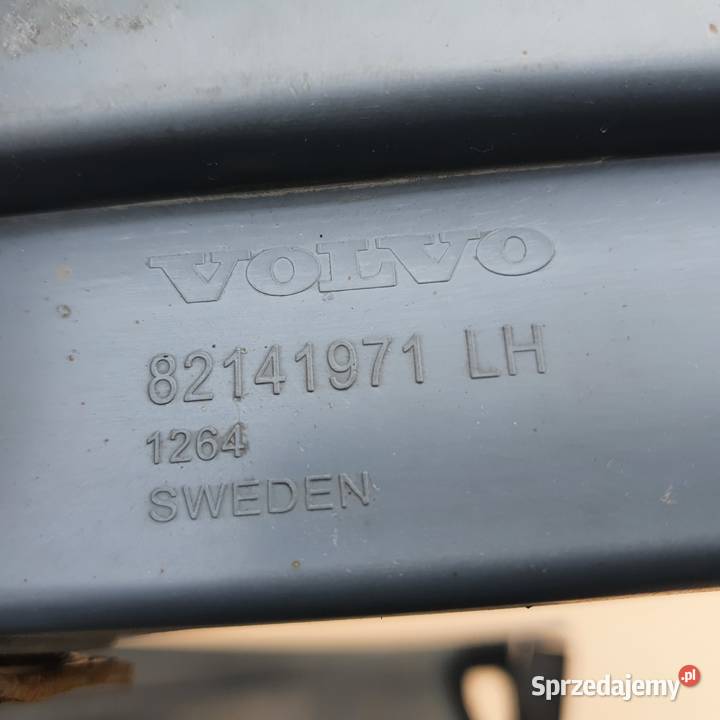 VOLVO
82141971 LH
1264
SWEDEN
Sprzedajemy.pl